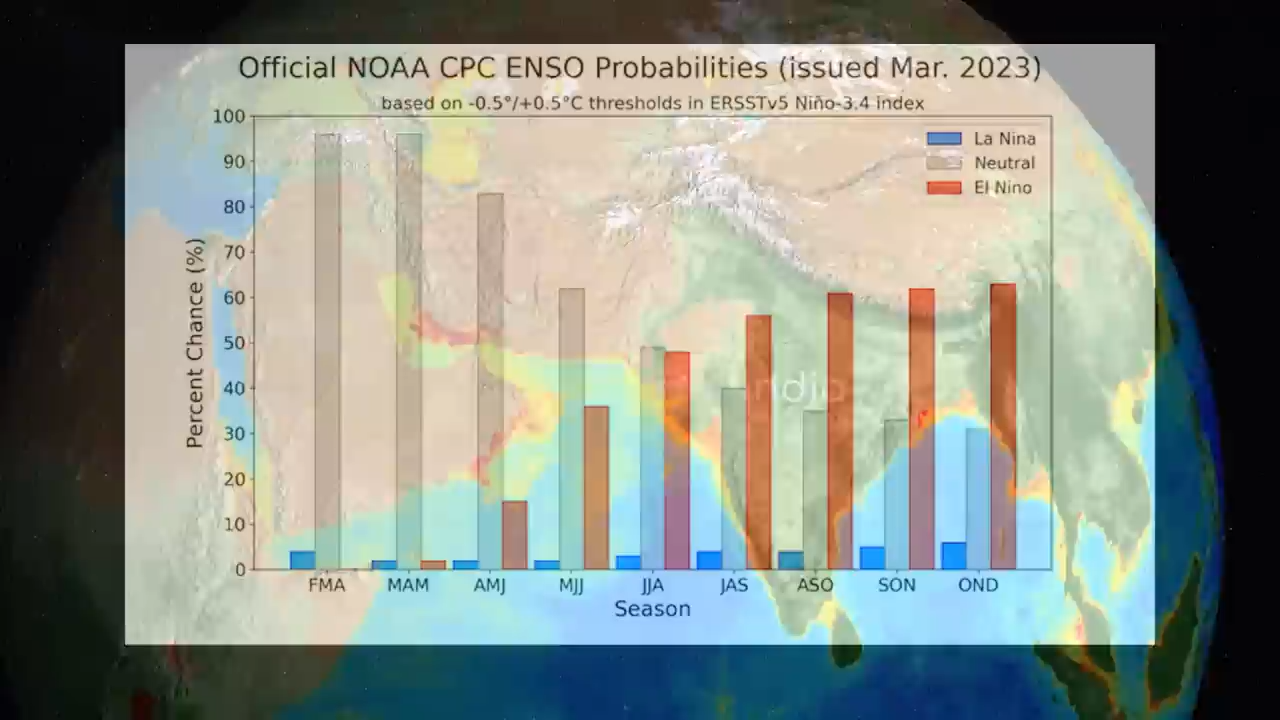 Official NOAA CPC ENSO Probabilities (issued Mar. 2023)
based on -0.5°/+0.5°C thresholds in ERSSTv5 Niño-3.4 index
La Nina
Neutral
El Nino
Percent Chance (%)
100
90
80
70
60
50
40
30
20
10
0
FMA MAM AMJ MJJ JJA JAS ASO SON OND
Season